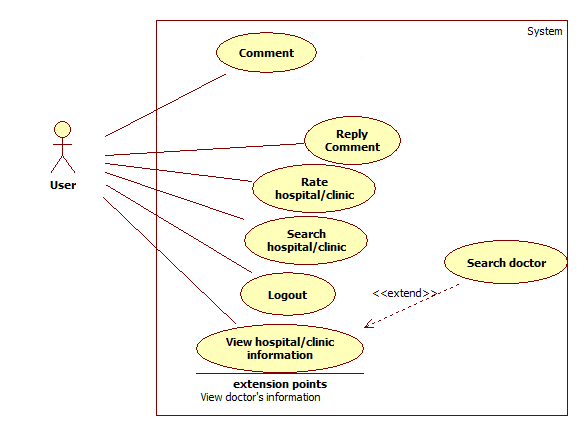 System
Comment
Reply
Comment
User
Rate
hospital/clinic
Search
hospital/clinic
Search doctor
Logout
<<extend>>
View hospital/clinic
information
extension points
View doctor's information